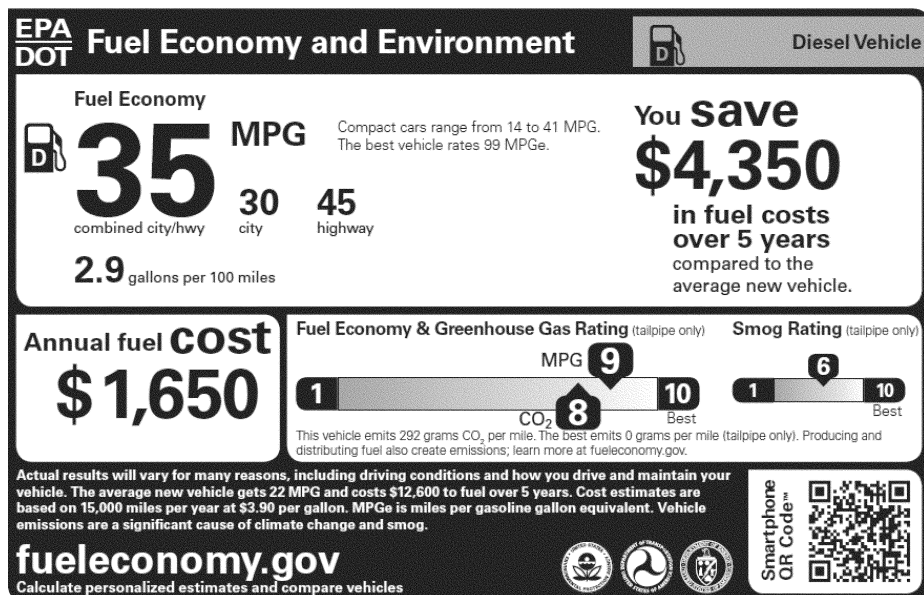 EPA
DOT
Fuel Economy and Environment
D
Diesel Vehicle
Fuel Economy
D
35
MPG
combined city/hwy
30
city
45
highway
2.9 gallons per 100 miles
Compact cars range from 14 to 41 MPG.
The best vehicle rates 99 MPGe.
You save
$4,350
in fuel costs
over 5 years
compared to the
average new vehicle.
Annual fuel cost
$1,650
Fuel Economy & Greenhouse Gas Rating (tailpipe only)
MPG 9
1
10
Best
CO₂ 8
This vehicle emits 292 grams CO₂ per mile. The best emits 0 grams per mile (tailpipe only). Producing and
distributing fuel also create emissions; learn more at fueleconomy.gov.
Smog Rating (tailpipe only)
6
1
10
Best
Actual results will vary for many reasons, including driving conditions and how you drive and maintain your
vehicle. The average new vehicle gets 22 MPG and costs $12,600 to fuel over 5 years. Cost estimates are
based on 15,000 miles per year at $3.90 per gallon. MPGe is miles per gasoline gallon equivalent. Vehicle
emissions are a significant cause of climate change and smog.
fueleconomy.gov
Calculate personalized estimates and compare vehicles
Smartphone
QR Code™